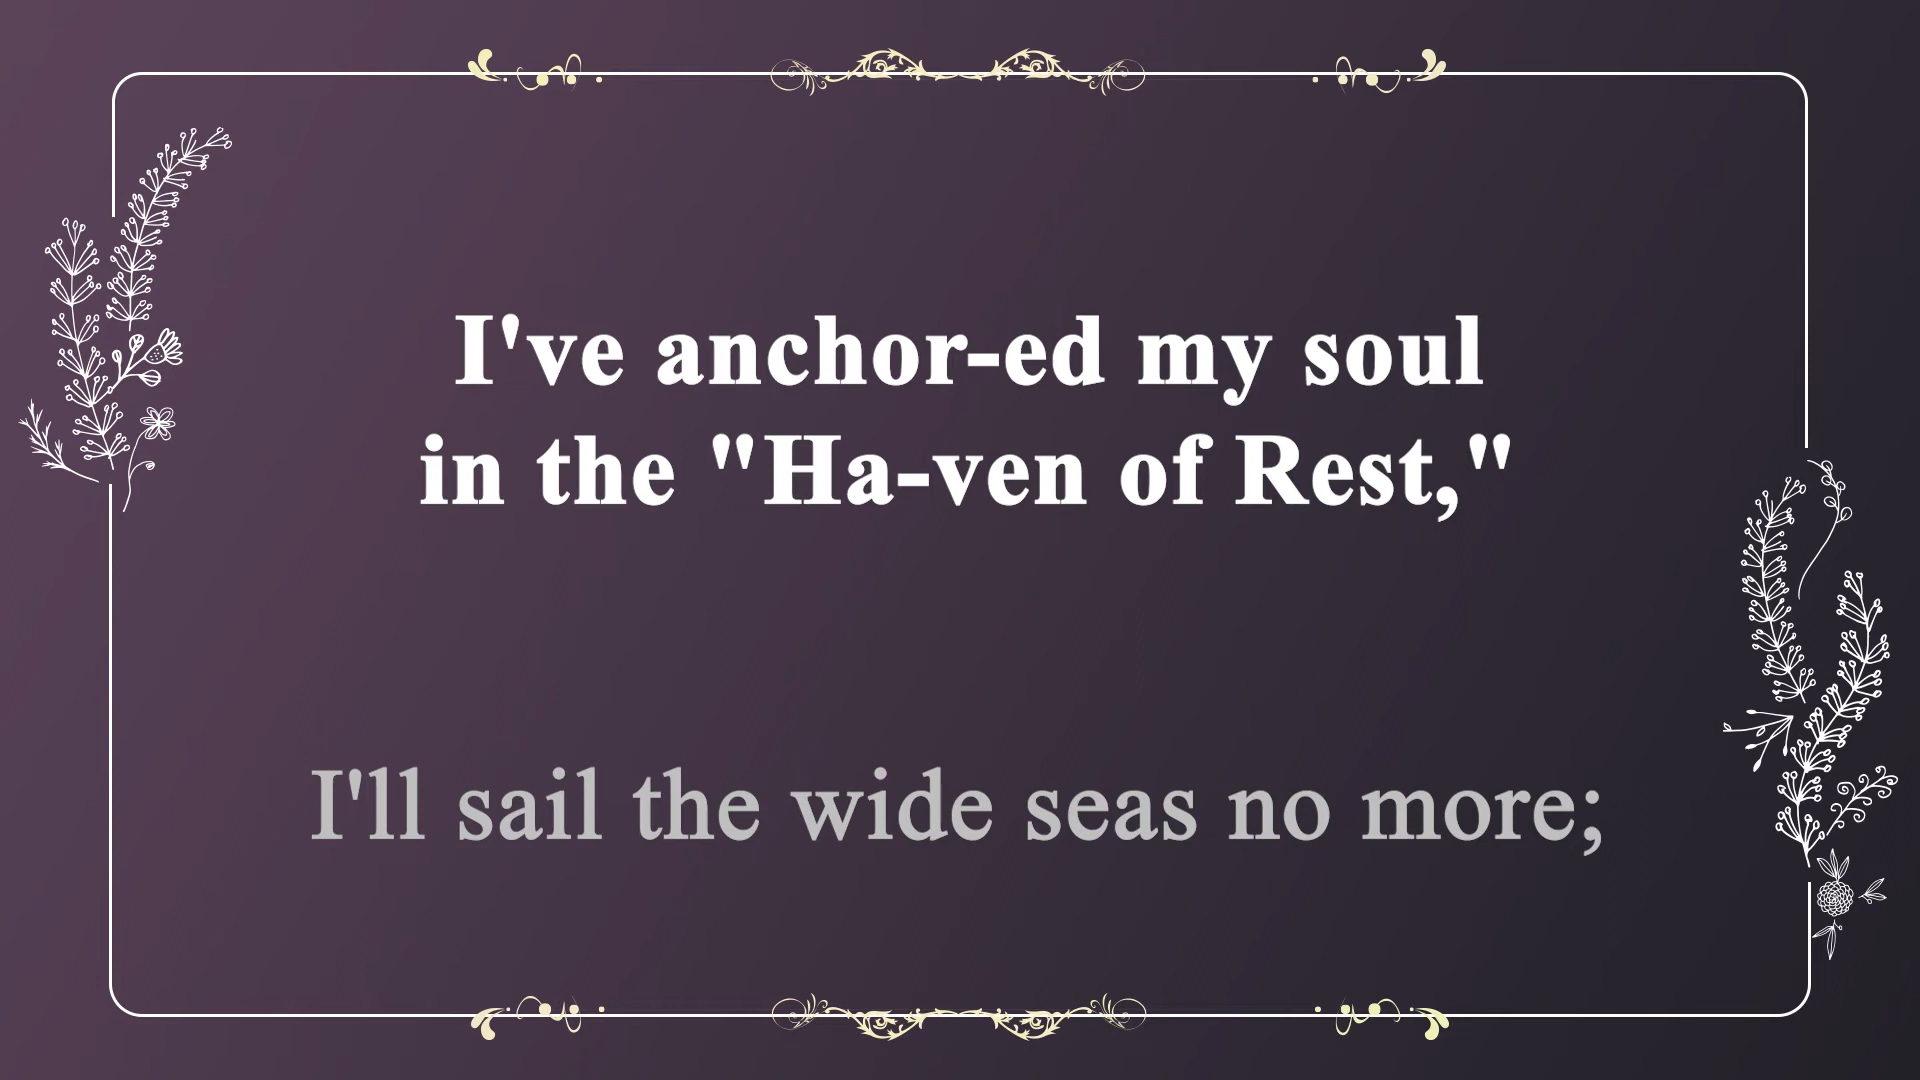 I've anchor-ed my soul
in the "Ha-ven of Rest,"
I'll sail the wide seas no more;